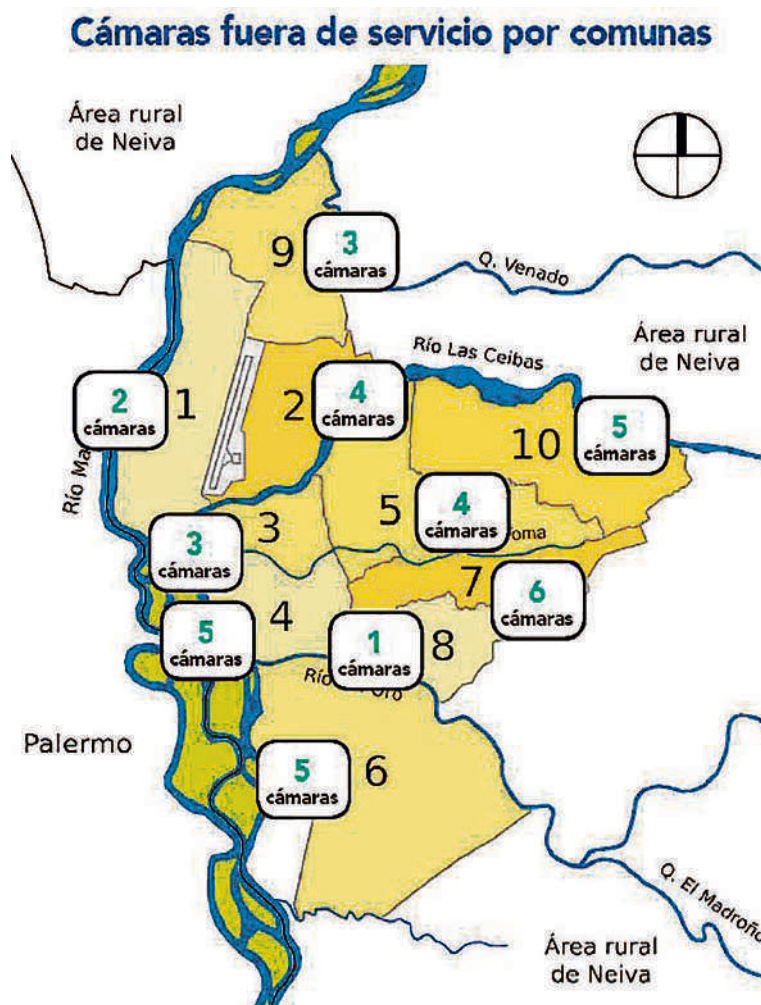 Cámaras fuera de servicio por comunas
Área rural
de Neiva
9
3
cámaras
Q. Venado
Área rural
de Neiva
Río Las Ceibas
2
cámaras
1
2
4
cámaras
10
5
cámaras
Río
3
5
4
cámaras
3
cámaras
7
6
cámaras
4
5
cámaras
1
cámaras
8
Río
Palermo
5
cámaras
6
Q. El Madroño
Área rural
de Neiva